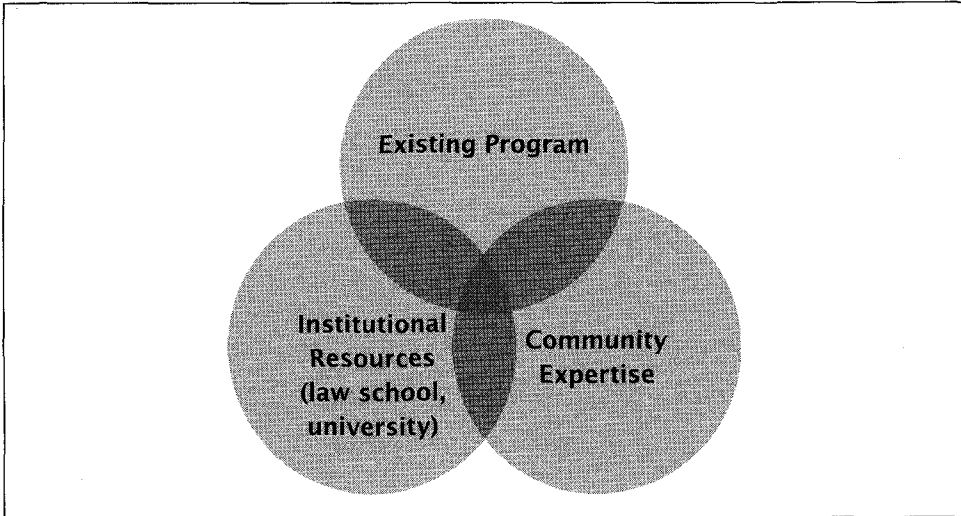 Existing Program
Institutional
Resources
(law school,
university)
Community
Expertise